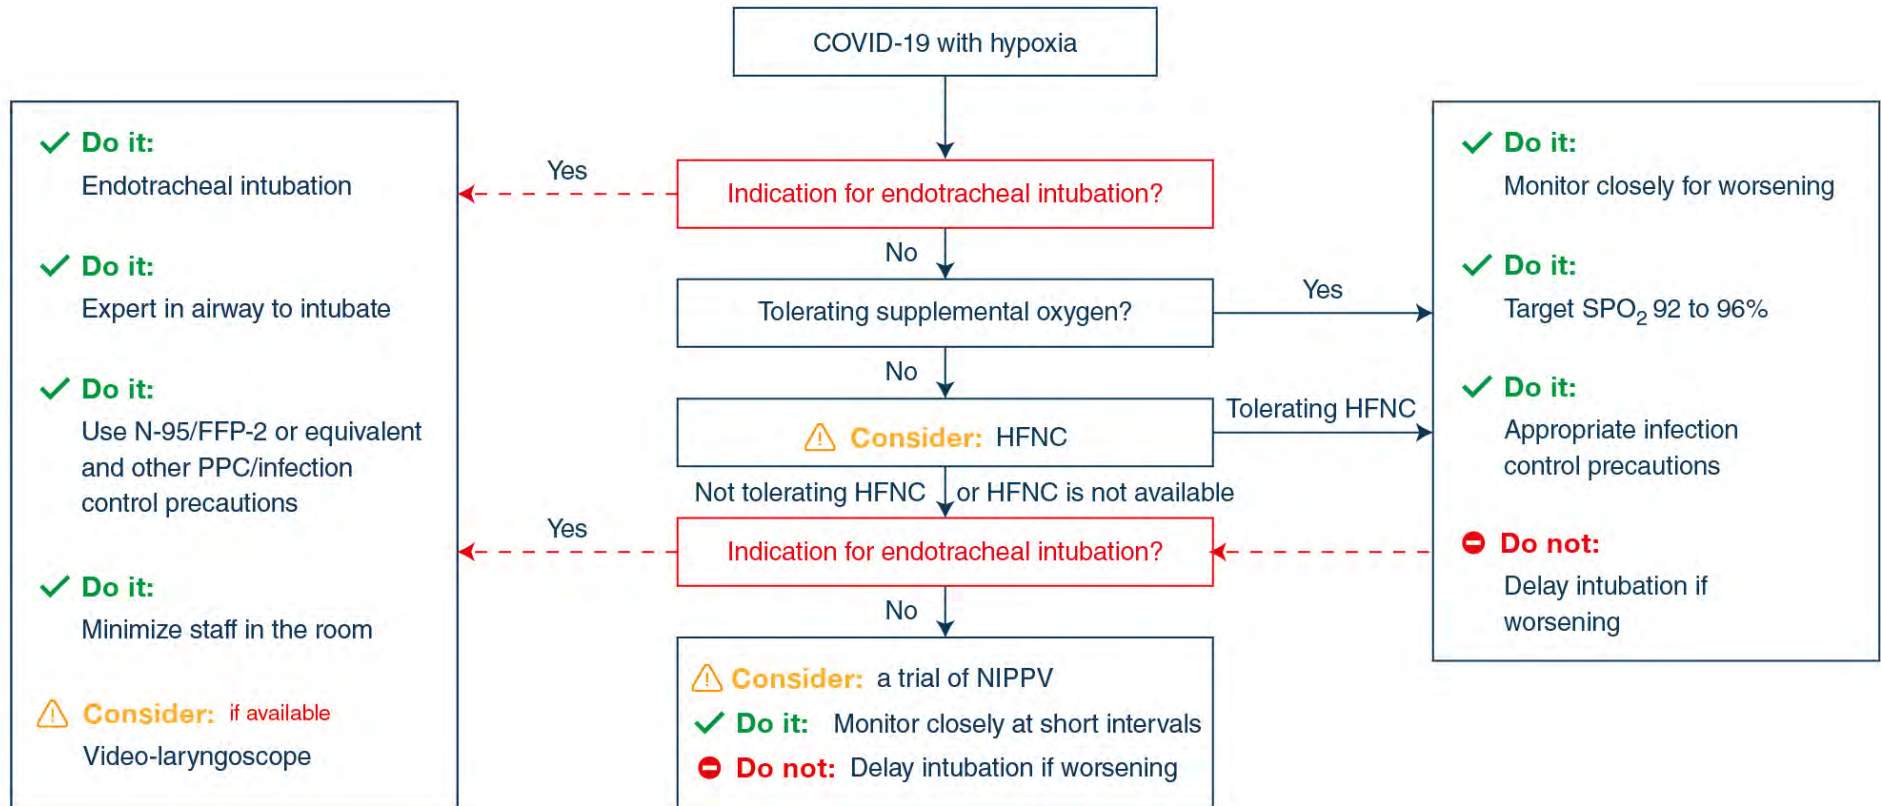 COVID-19 with hypoxia
Indication for endotracheal intubation?
Yes
No
Tolerating supplemental oxygen?
Yes
No
Consider: HFNC
Tolerating HFNC
Not tolerating HFNC or HFNC is not available
Indication for endotracheal intubation?
Yes
No
Consider: a trial of NIPPV
Do it: Monitor closely at short intervals
Do not: Delay intubation if worsening
Do it:
Endotracheal intubation
Do it:
Expert in airway to intubate
Do it:
Use N-95/FFP-2 or equivalent
and other PPC/infection
control precautions
Do it:
Minimize staff in the room
Consider: if available
Video-laryngoscope
Do it:
Monitor closely for worsening
Do it:
Target SPO₂ 92 to 96%
Do it:
Appropriate infection
control precautions
Do not:
Delay intubation if
worsening